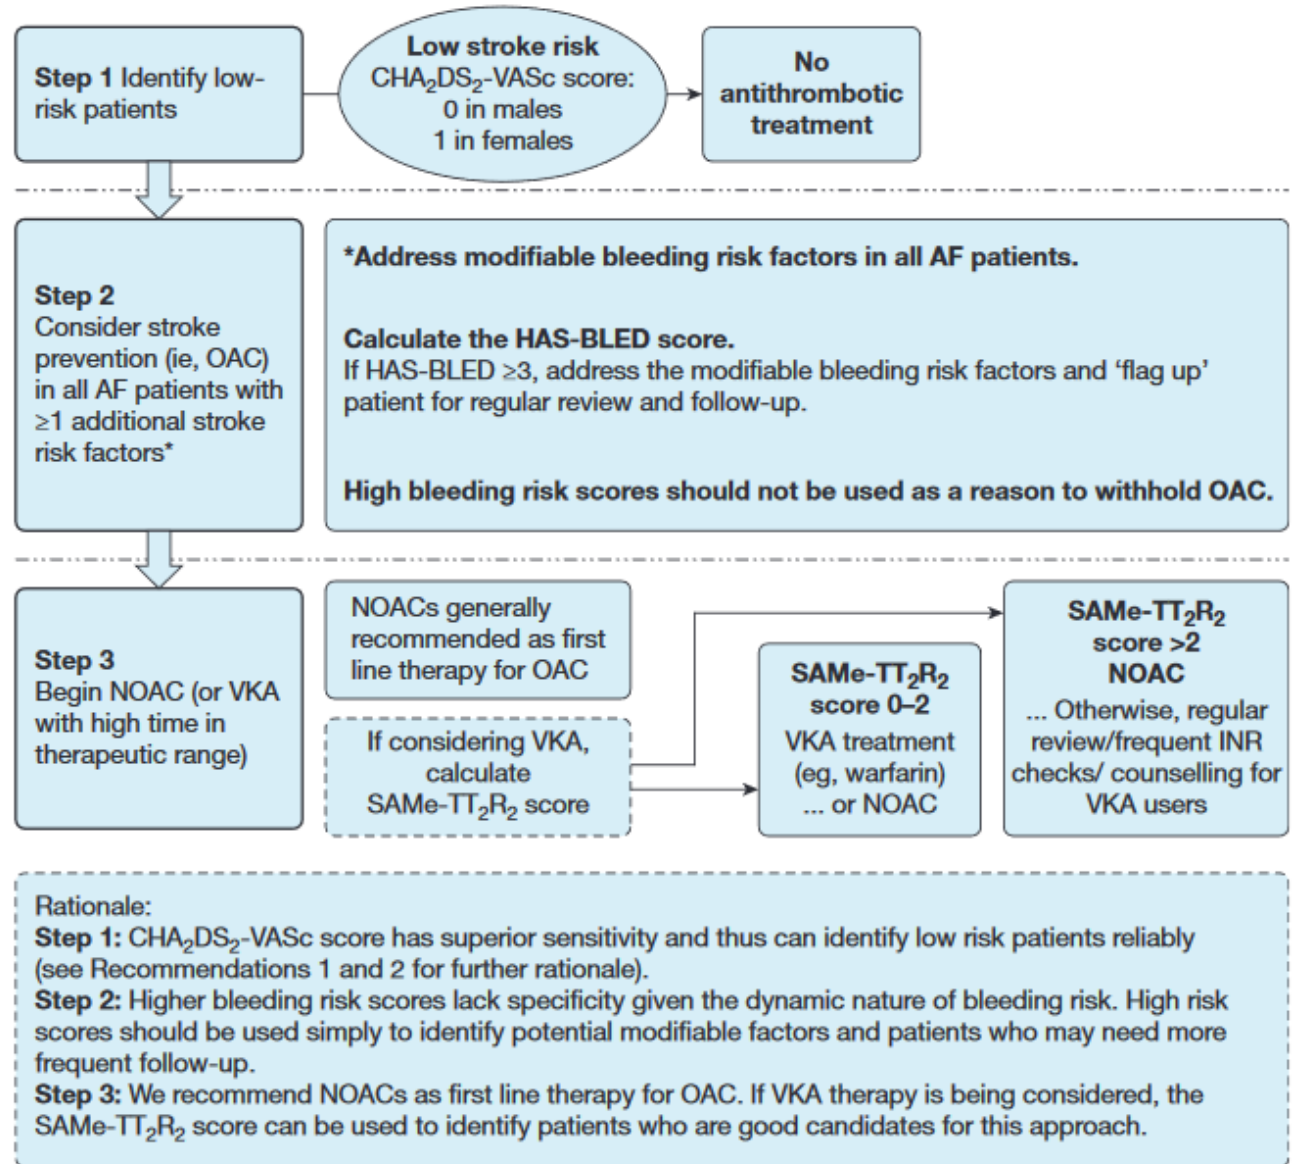 Step 1 Identify low-
risk patients
Low stroke risk
CHA₂DS₂-VASc score:
0 in males
1 in females
No
antithrombotic
treatment
Step 2
Consider stroke
prevention (ie, OAC)
in all AF patients with
≥1 additional stroke
risk factors*
*Address modifiable bleeding risk factors in all AF patients.
Calculate the HAS-BLED score.
If HAS-BLED ≥3, address the modifiable bleeding risk factors and ‘flag up’
patient for regular review and follow-up.
High bleeding risk scores should not be used as a reason to withhold OAC.
Step 3
Begin NOAC (or VKA
with high time in
therapeutic range)
NOACs generally
recommended as first
line therapy for OAC
If considering VKA,
calculate
SAMe-TT₂R₂ score
SAMe-TT₂R₂
score 0–2
VKA treatment
(eg, warfarin)
... or NOAC
SAMe-TT₂R₂
score >2
NOAC
... Otherwise, regular
review/frequent INR
checks/ counselling for
VKA users
Rationale:
Step 1: CHA₂DS₂-VASc score has superior sensitivity and thus can identify low risk patients reliably
(see Recommendations 1 and 2 for further rationale).
Step 2: Higher bleeding risk scores lack specificity given the dynamic nature of bleeding risk. High risk
scores should be used simply to identify potential modifiable factors and patients who may need more
frequent follow-up.
Step 3: We recommend NOACs as first line therapy for OAC. If VKA therapy is being considered, the
SAMe-TT₂R₂ score can be used to identify patients who are good candidates for this approach.